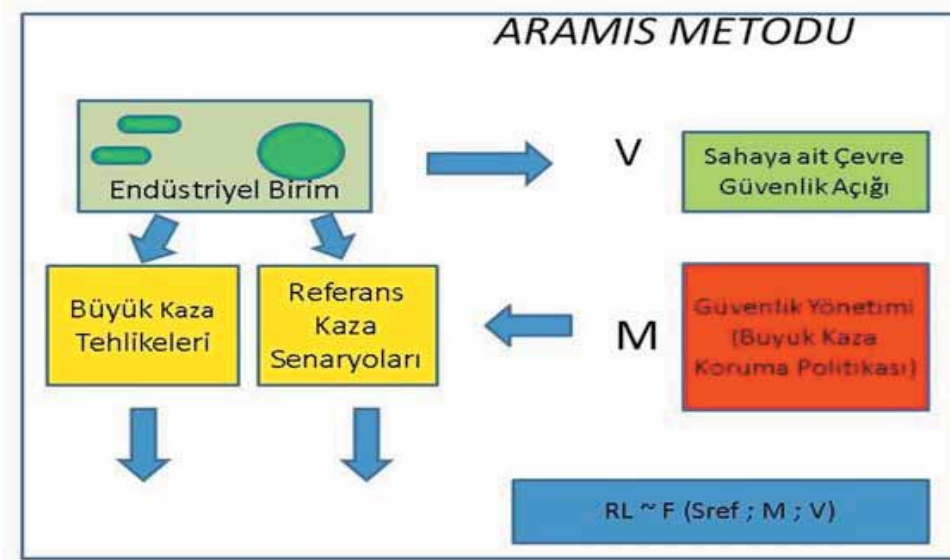 ARAMIS METODU
Endüstriyel Birim
V
Sahaya ait Çevre
Güvenlik Açığı
Büyük Kaza
Tehlikeleri
Referans
Kaza
Senaryoları
M
Güvenlik Yönetimi
(Büyük Kaza
Koruma Politikası)
RL ~ F (Sref ; M ; V)